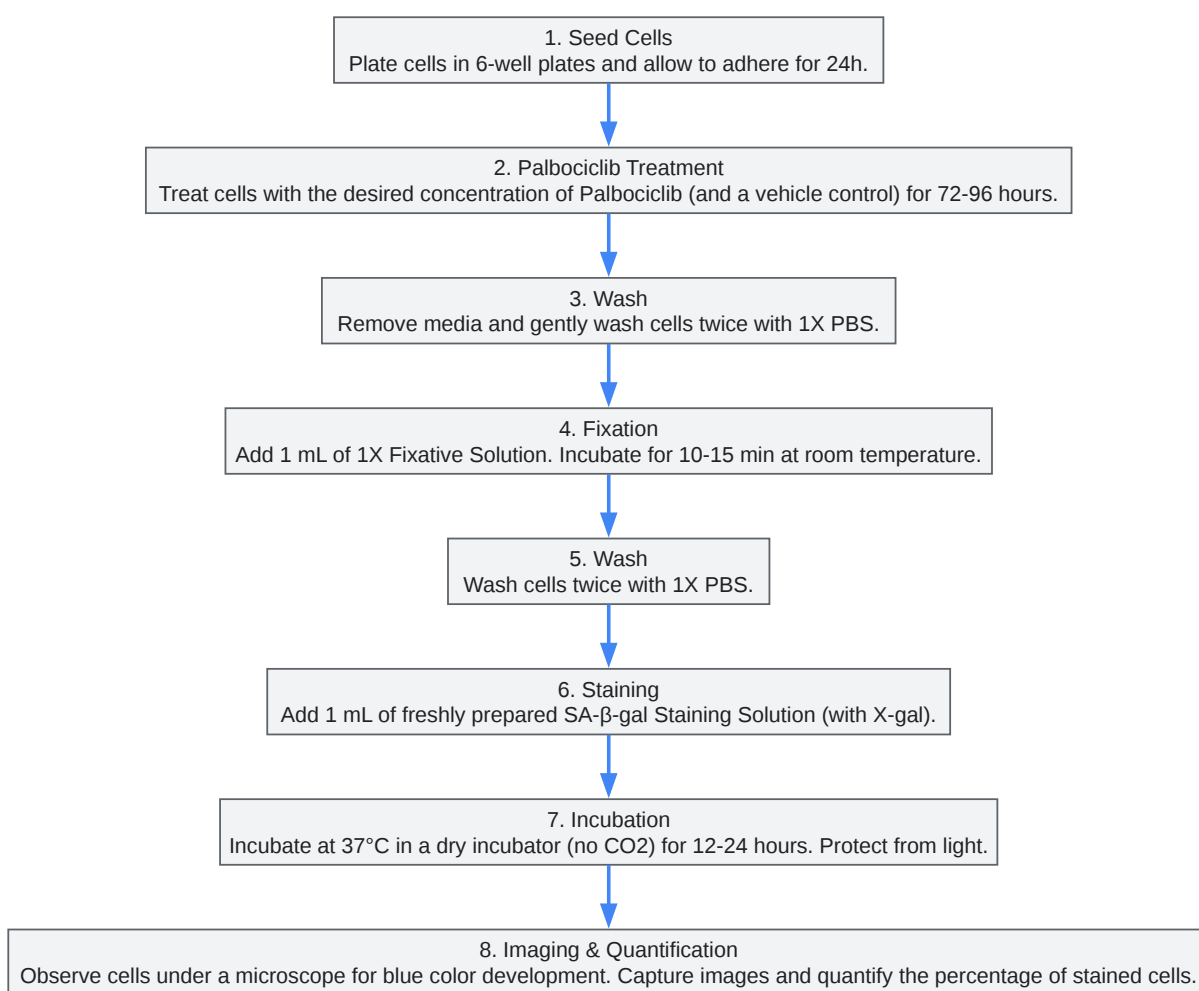 1. Seed Cells
Plate cells in 6-well plates and allow to adhere for 24h.
2. Palbociclib Treatment
Treat cells with the desired concentration of Palbociclib (and a vehicle control) for 72-96 hours.
3. Wash
Remove media and gently wash cells twice with 1X PBS.
4. Fixation
Add 1 mL of 1X Fixative Solution. Incubate for 10-15 min at room temperature.
5. Wash
Wash cells twice with 1X PBS.
6. Staining
Add 1 mL of freshly prepared SA-β-gal Staining Solution (with X-gal).
7. Incubation
Incubate at 37°C in a dry incubator (no CO2) for 12-24 hours. Protect from light.
8. Imaging & Quantification
Observe cells under a microscope for blue color development. Capture images and quantify the percentage of stained cells.